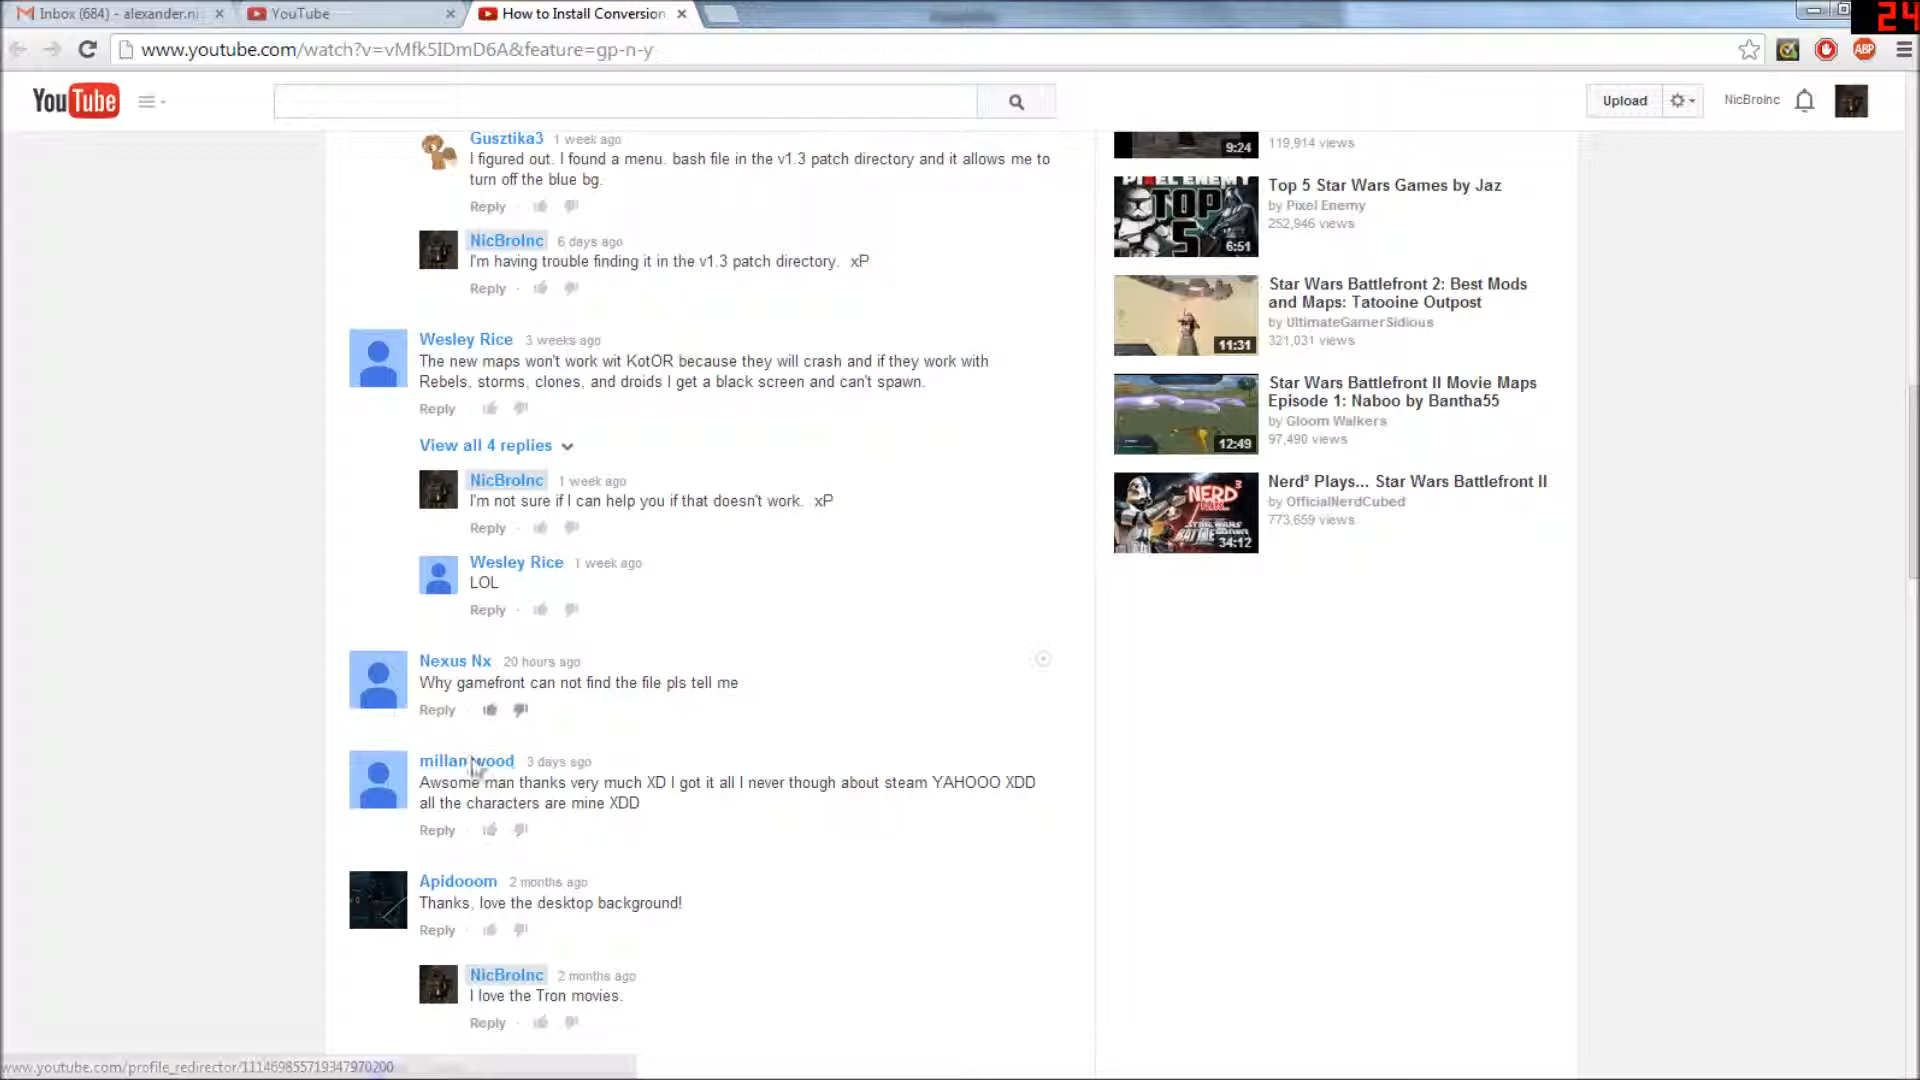 Inbox (684) - alexander.ni
YouTube
How to Install Conversion
24
www.youtube.com/watch?v=vMfk5IDmD6A&feature=gp-n-y
ABP
YouTube
Upload
NicBroInc
Gusztika3 1 week ago
I figured out. I found a menu. bash file in the v1.3 patch directory and it allows me to
turn off the blue bg.
Reply
NicBroInc 6 days ago
I'm having trouble finding it in the v1.3 patch directory. xP
Reply
Wesley Rice 3 weeks ago
The new maps won't work wit KotOR because they will crash and if they work with
Rebels, storms, clones, and droids I get a black screen and can't spawn.
Reply
View all 4 replies
NicBroInc 1 week ago
I'm not sure if I can help you if that doesn't work. xP
Reply
Wesley Rice 1 week ago
LOL
Reply
Nexus Nx 20 hours ago
Why gamefront can not find the file pls tell me
Reply
millan wood 3 days ago
Awsome man thanks very much XD I got it all I never though about steam YAHOOO XDD
all the characters are mine XDD
Reply
Apidooom 2 months ago
Thanks, love the desktop background!
Reply
NicBroInc 2 months ago
I love the Tron movies.
Reply
9:24
119,914 views
PIXEL ENEMY
TOP
5
6:51
Top 5 Star Wars Games by Jaz
by Pixel Enemy
252,946 views
11:31
Star Wars Battlefront 2: Best Mods
and Maps: Tatooine Outpost
by UltimateGamerSidious
321,031 views
12:49
Star Wars Battlefront II Movie Maps
Episode 1: Naboo by Bantha55
by Gloom Walkers
97,490 views
NERD³
PLAYS...
STAR WARS
BATTLEFRONT
34:12
Nerd³ Plays... Star Wars Battlefront II
by OfficialNerdCubed
773,659 views
www.youtube.com/profile_redirector/111469855719347970200